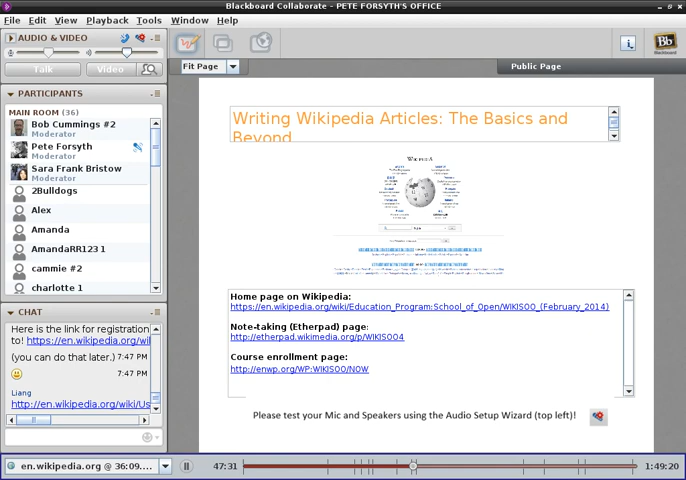 Blackboard Collaborate - PETE FORSYTH'S OFFICE
File Edit View Playback Tools Window Help
AUDIO & VIDEO
Talk Video
PARTICIPANTS
MAIN ROOM (36)
Bob Cummings #2
Moderator
Pete Forsyth
Moderator
Sara Frank Bristow
Moderator
2Bulldogs
Alex
Amanda
AmandaRR123 1
cammie #2
charlotte 1
CHAT
Here is the link for registration
to! https://en.wikipedia.org/wi
(you can do that later.) 7:47 PM
7:47 PM
Liang
http://en.wikipedia.org/wiki/Us
i
Bb
Blackboard
Fit Page
Public Page
Writing Wikipedia Articles: The Basics and
Beyond
WIKIPEDIA
Home page on Wikipedia:
https://en.wikipedia.org/wiki/Education_Program:School_of_Open/WIKISOO_(February_2014)
Note-taking (Etherpad) page:
http://etherpad.wikimedia.org/p/WIKISOO4
Course enrollment page:
http://enwp.org/WP:WIKISOO/NOW
Please test your Mic and Speakers using the Audio Setup Wizard (top left)!
en.wikipedia.org @ 36:09.... 47:31 1:49:20